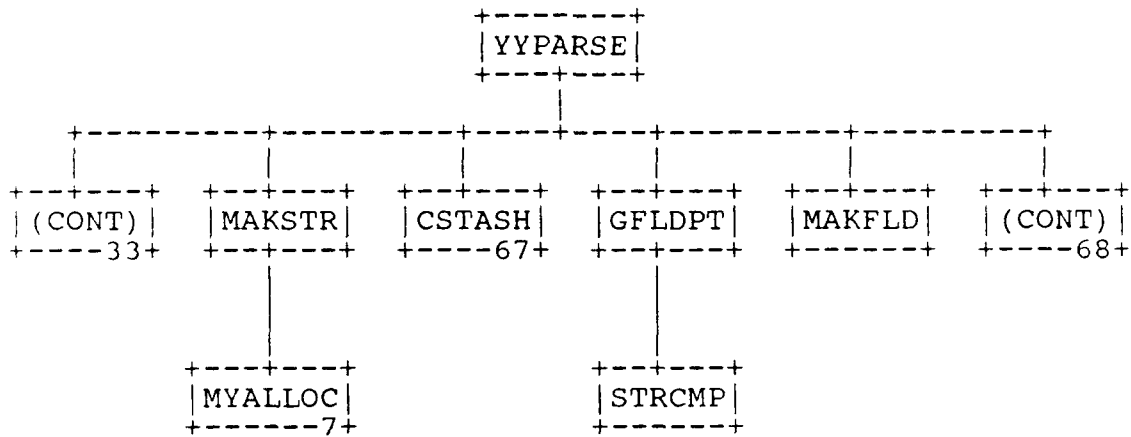 YYPARSE
(CONT) MAKSTR CSTASH GFLDPT MAKFLD (CONT)
33 67 68
MYALLOC STRCMP
7